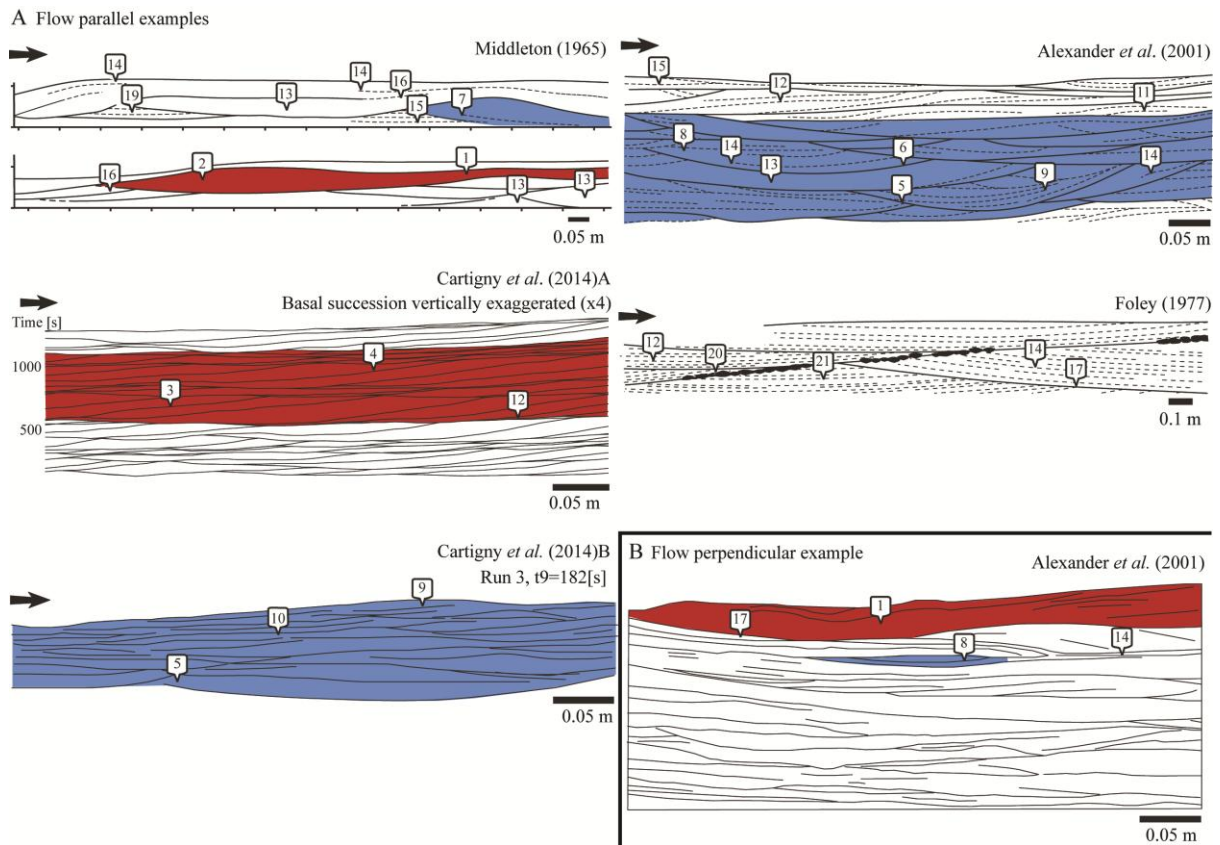 A Flow parallel examples
Middleton (1965)
14
14
16
19
13
15
7
2
1
16
13
13
0.05 m
Alexander et al. (2001)
15
12
11
8
14
6
14
13
9
5
0.05 m
Cartigny et al. (2014)A
Basal succession vertically exaggerated (x4)
Time [s]
1000
4
3
12
500
0.05 m
Foley (1977)
12
20
14
21
17
0.1 m
Cartigny et al. (2014)B
Run 3, t9=182[s]
9
10
5
0.05 m
B Flow perpendicular example
Alexander et al. (2001)
1
17
8
14
0.05 m